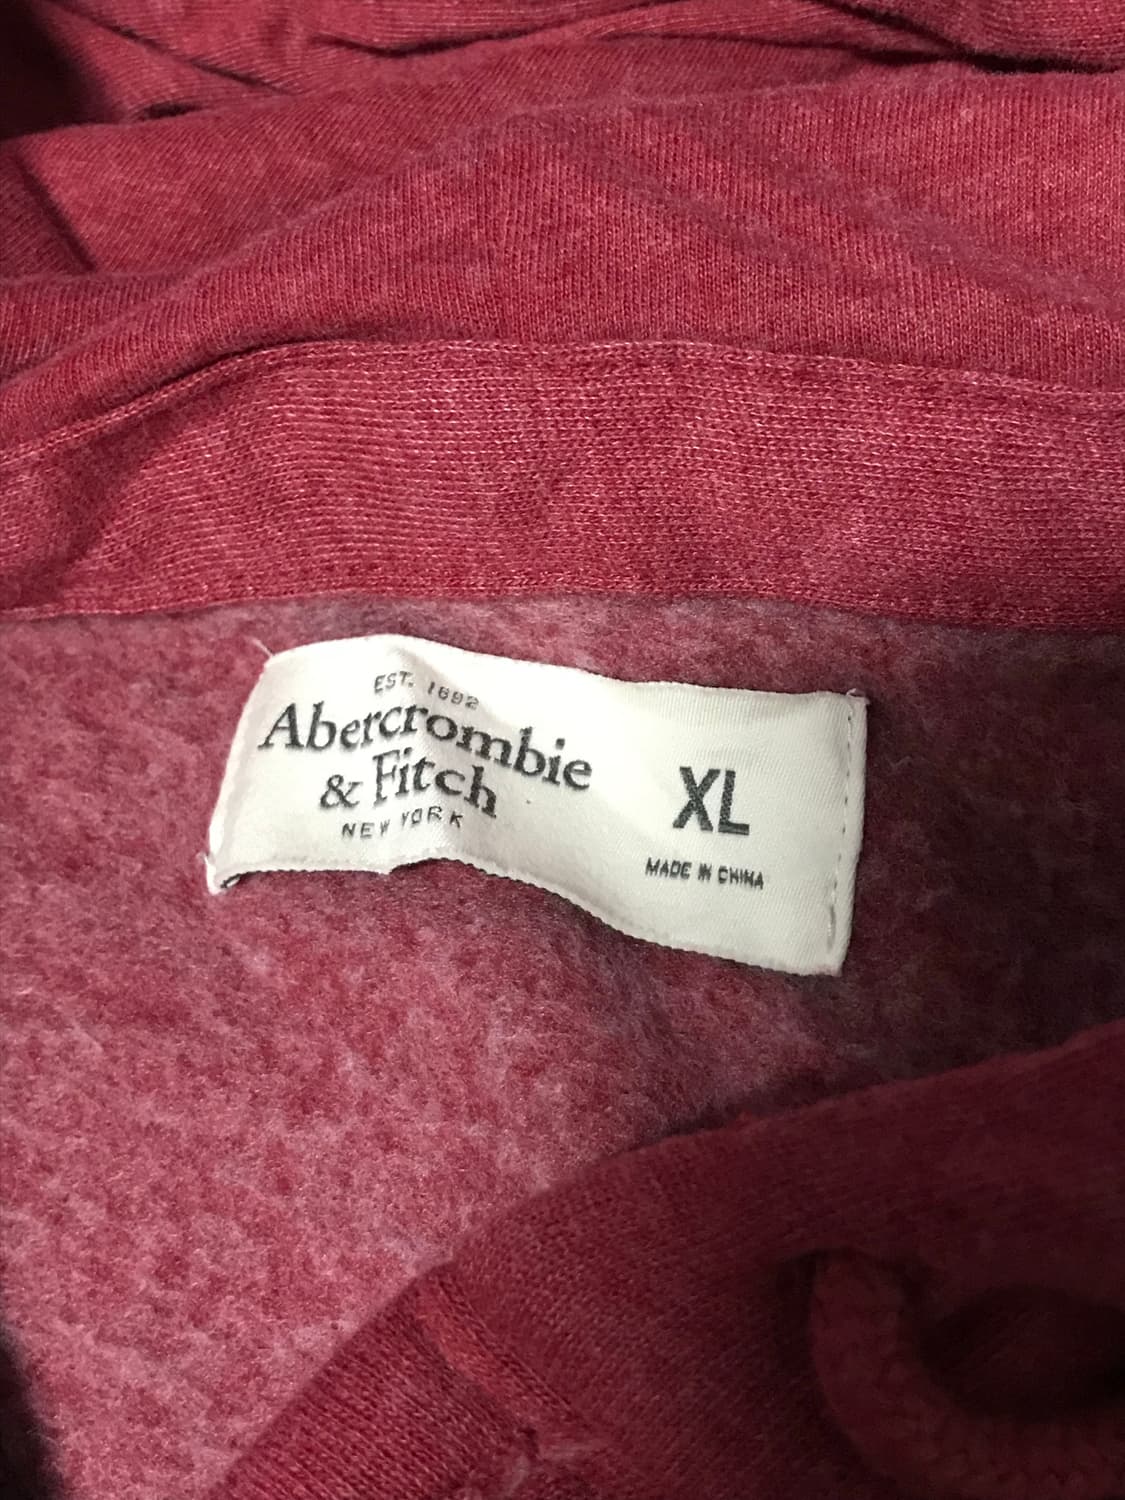 EST. 1892
Abercrombie
& Fitch
NEW YORK
XL
MADE IN CHINA